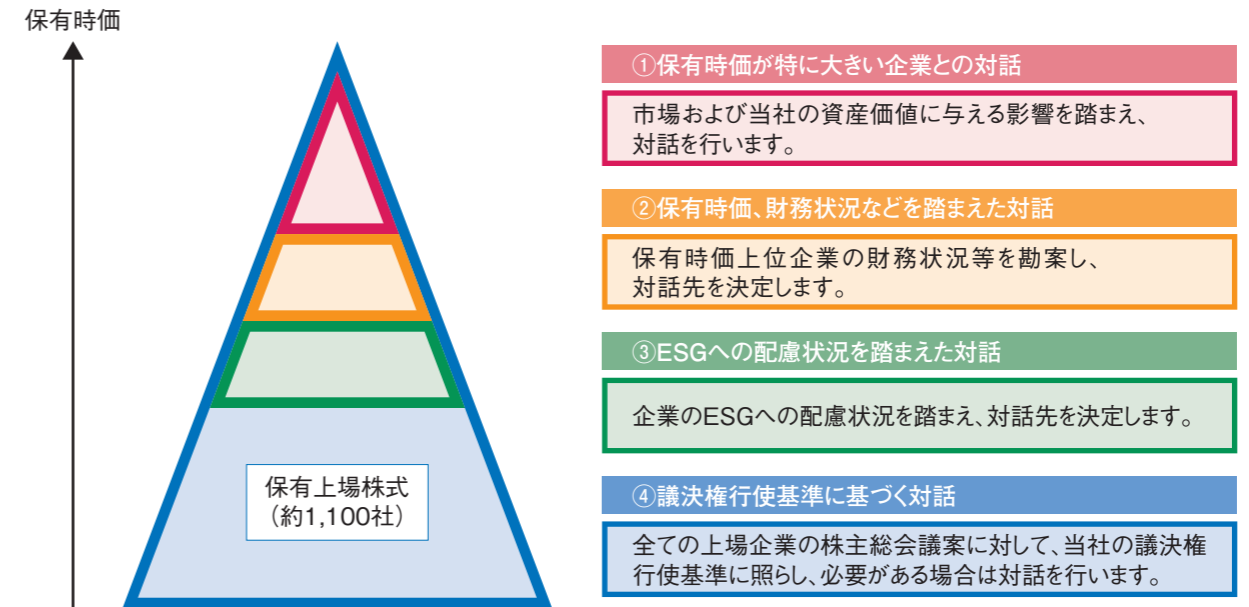 保有時価
①保有時価が特に大きい企業との対話
市場および当社の資産価値に与える影響を踏まえ、
対話を行います。
②保有時価、財務状況などを踏まえた対話
保有時価上位企業の財務状況等を勘案し、
対話先を決定します。
③ESGへの配慮状況を踏まえた対話
企業のESGへの配慮状況を踏まえ、対話先を決定します。
保有上場株式
（約1,100社）
④議決権行使基準に基づく対話
全ての上場企業の株主総会議案に対して、当社の議決権
行使基準に照らし、必要がある場合は対話を行います。